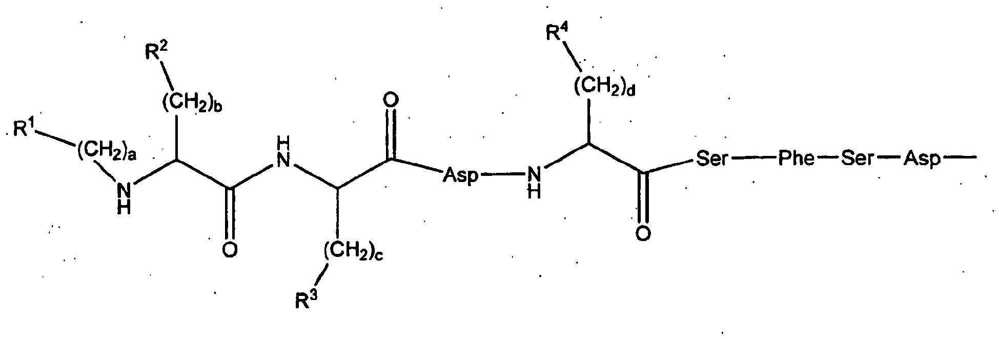 R4
R2
(CH2)d
O
(CH2)b
R1
(CH2)a
H
N
Ser Phe Ser Asp
Asp N
H
N
H
O
O
(CH2)c
R3